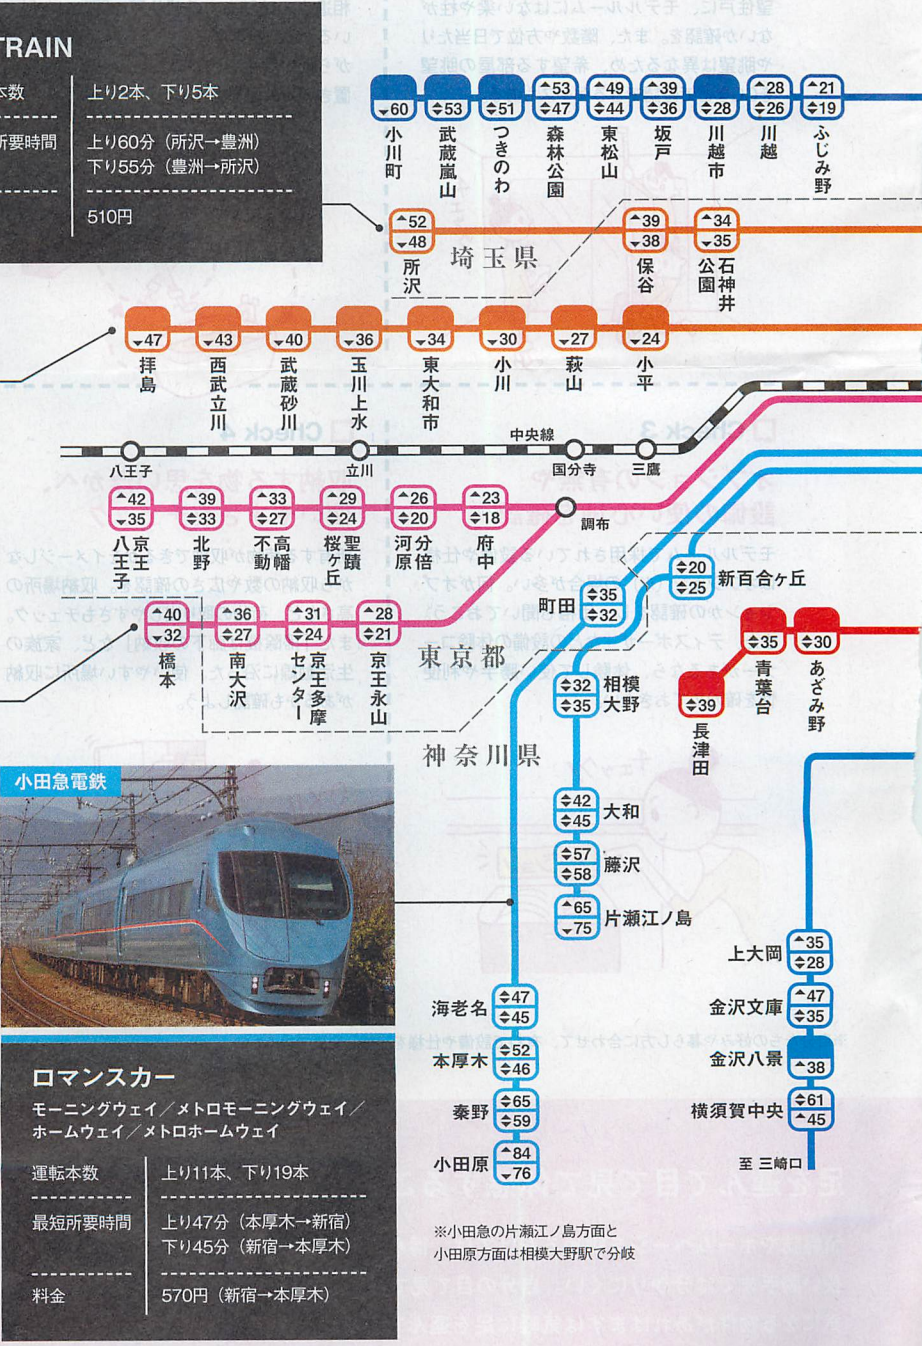 TRAIN
本数
上り2本、下り5本
所要時間
上り60分（所沢→豊洲）
下り55分（豊洲→所沢）
510円
60
小川町
53
武蔵嵐山
51
つきのわ
53
47
森林公園
49
44
東松山
39
36
坂戸
28
川越市
28
26
川越
21
19
ふじみ野
52
48
所沢
埼玉県
39
38
保谷
34
35
石神井
公園
47
拝島
43
西武立川
40
武蔵砂川
36
玉川上水
34
東大和市
30
小川
27
萩山
24
小平
中央線
八王子
立川
国分寺
三鷹
42
35
京王
八王子
39
33
北野
33
27
高幡
不動
29
24
聖蹟
桜ヶ丘
26
20
分倍
河原
23
18
府中
調布
40
32
橋本
36
27
南大沢
31
24
京王多摩
センター
28
21
京王永山
東京都
神奈川県
町田
35
32
20
25
新百合ヶ丘
32
35
相模
大野
35
青葉台
30
あざみ野
39
長津田
42
45
大和
57
58
藤沢
65
75
片瀬江ノ島
上大岡
35
28
金沢文庫
47
35
金沢八景
38
横須賀中央
61
45
至 三崎口
海老名
47
45
本厚木
52
46
秦野
65
59
小田原
84
76
※小田急の片瀬江ノ島方面と
小田原方面は相模大野駅で分岐
小田急電鉄
ロマンスカー
モーニングウェイ／メトロモーニングウェイ／
ホームウェイ／メトロホームウェイ
運転本数
上り11本、下り19本
最短所要時間
上り47分（本厚木→新宿）
下り45分（新宿→本厚木）
料金
570円（新宿→本厚木）